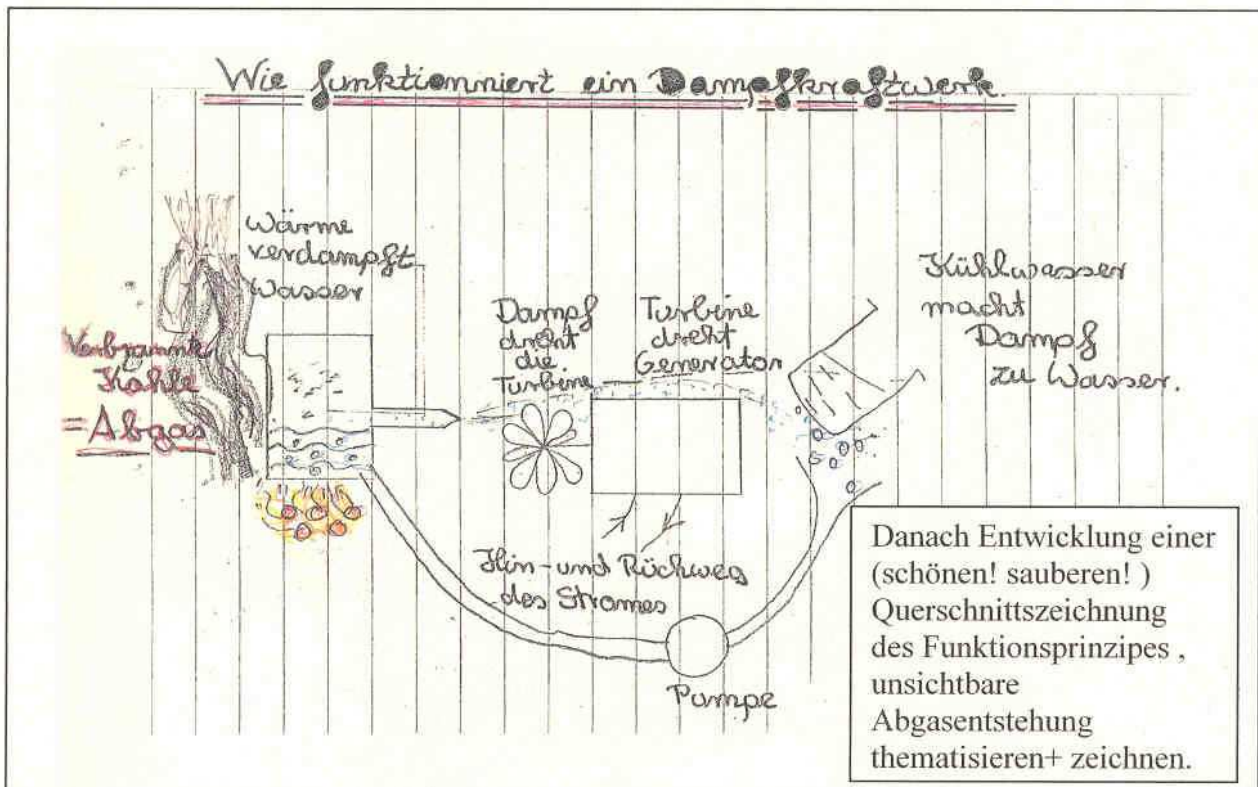 Wie funktionniert ein Dampfkraftwerk.
Wärme
verdampft
Wasser
Verbrannte
Kohle
= Abgas
Dampf
dreht
die
Turbine
Turbine
dreht
Generator
Kühlwasser
macht
Dampf
zu Wasser.
Hin- und Rückweg
des Stromes
Pumpe
Danach Entwicklung einer
(schönen! sauberen! )
Querschnittszeichnung
des Funktionsprinzipes ,
unsichtbare
Abgasentstehung
thematisieren+ zeichnen.